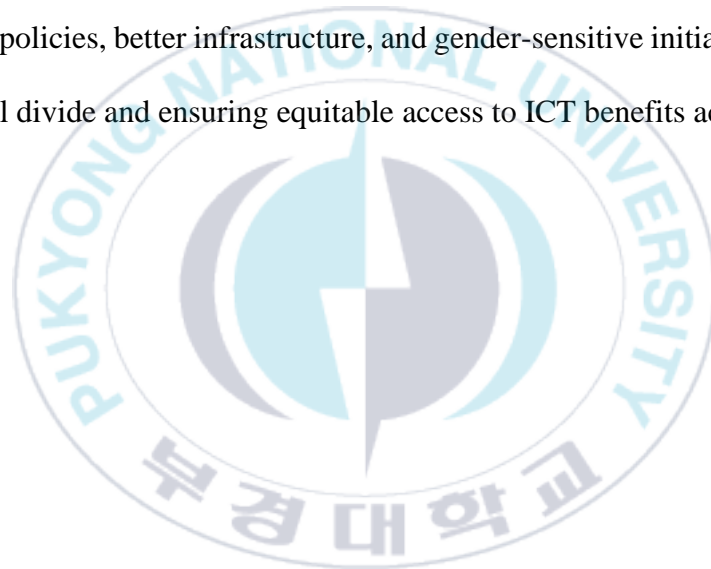 policies, better infrastructure, and gender-sensitive initia
l divide and ensuring equitable access to ICT benefits a
PUKYONG NATIONAL UNIVERSITY
부경대학교